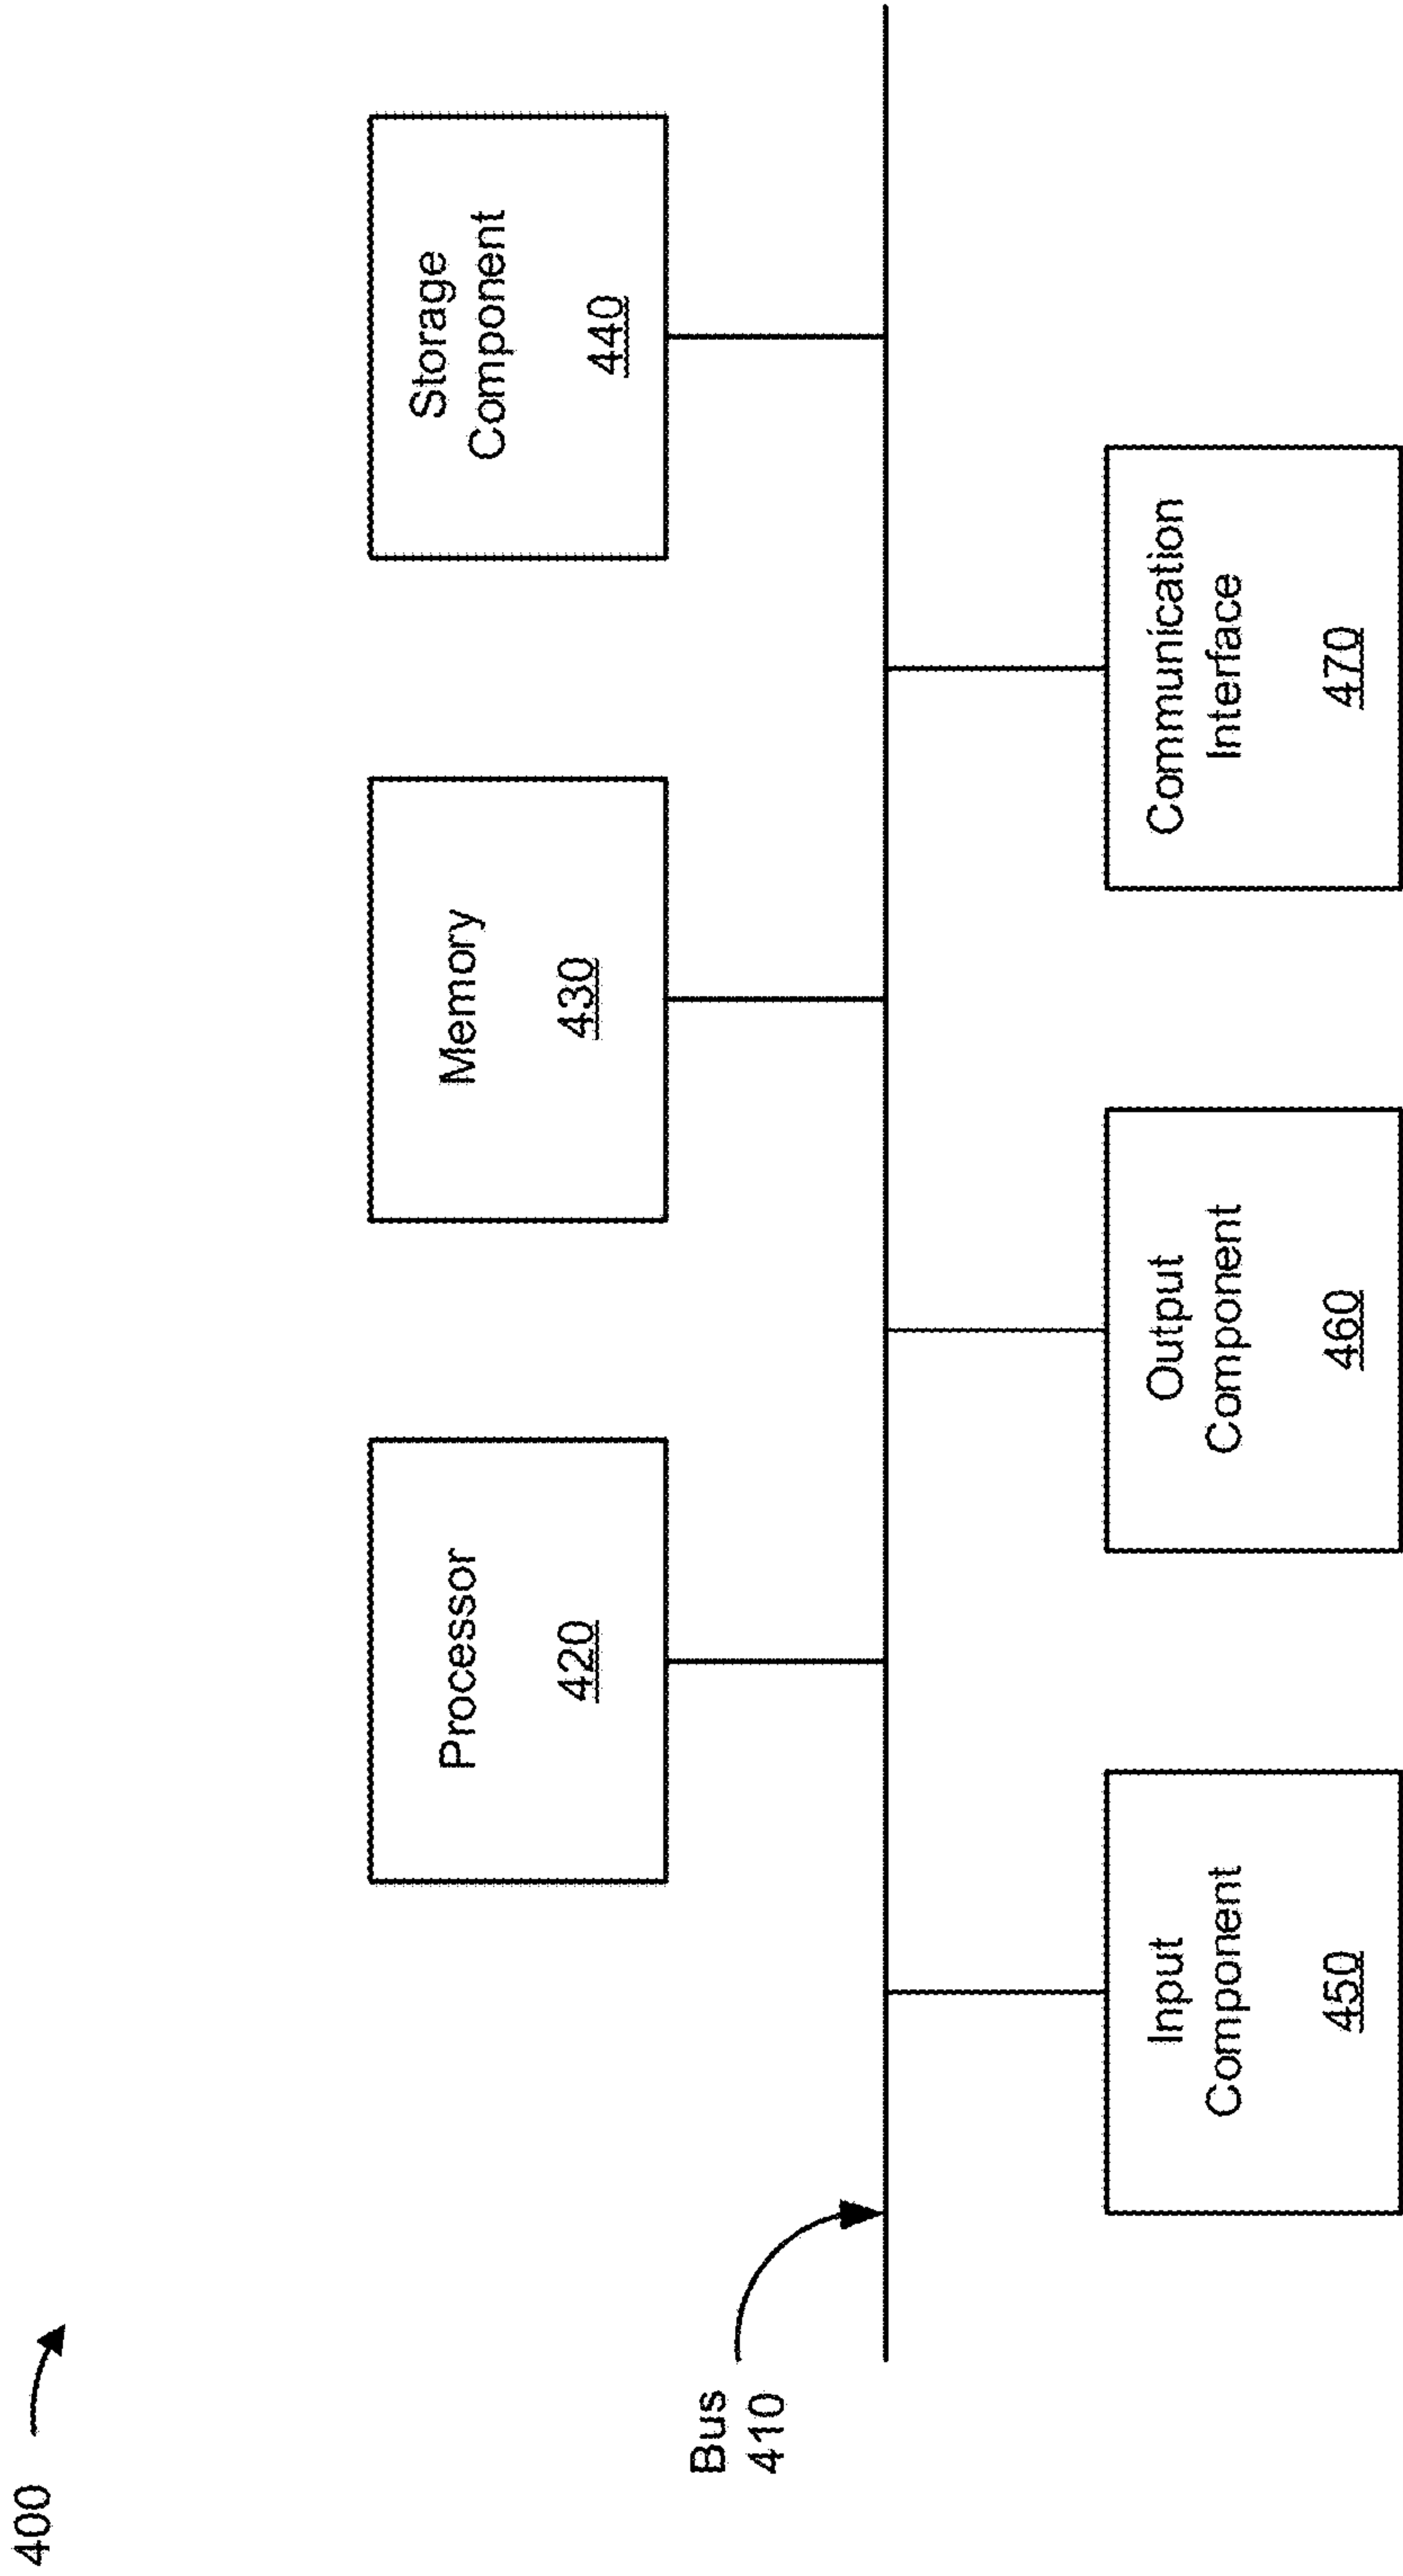 400
Bus
410
Processor
420
Memory
430
Storage
Component
440
Input
Component
450
Output
Component
460
Communication
Interface
470